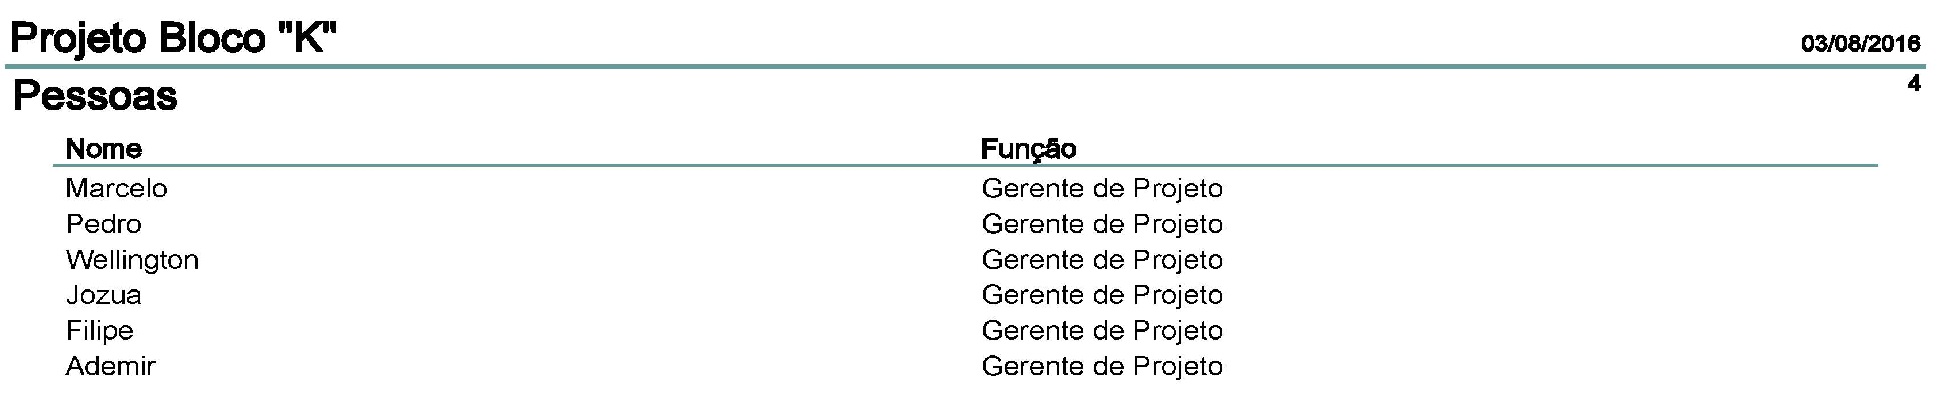 Projeto Bloco "K"
03/08/2016
Pessoas
4
Nome Função
Marcelo Gerente de Projeto
Pedro Gerente de Projeto
Wellington Gerente de Projeto
Jozua Gerente de Projeto
Filipe Gerente de Projeto
Ademir Gerente de Projeto